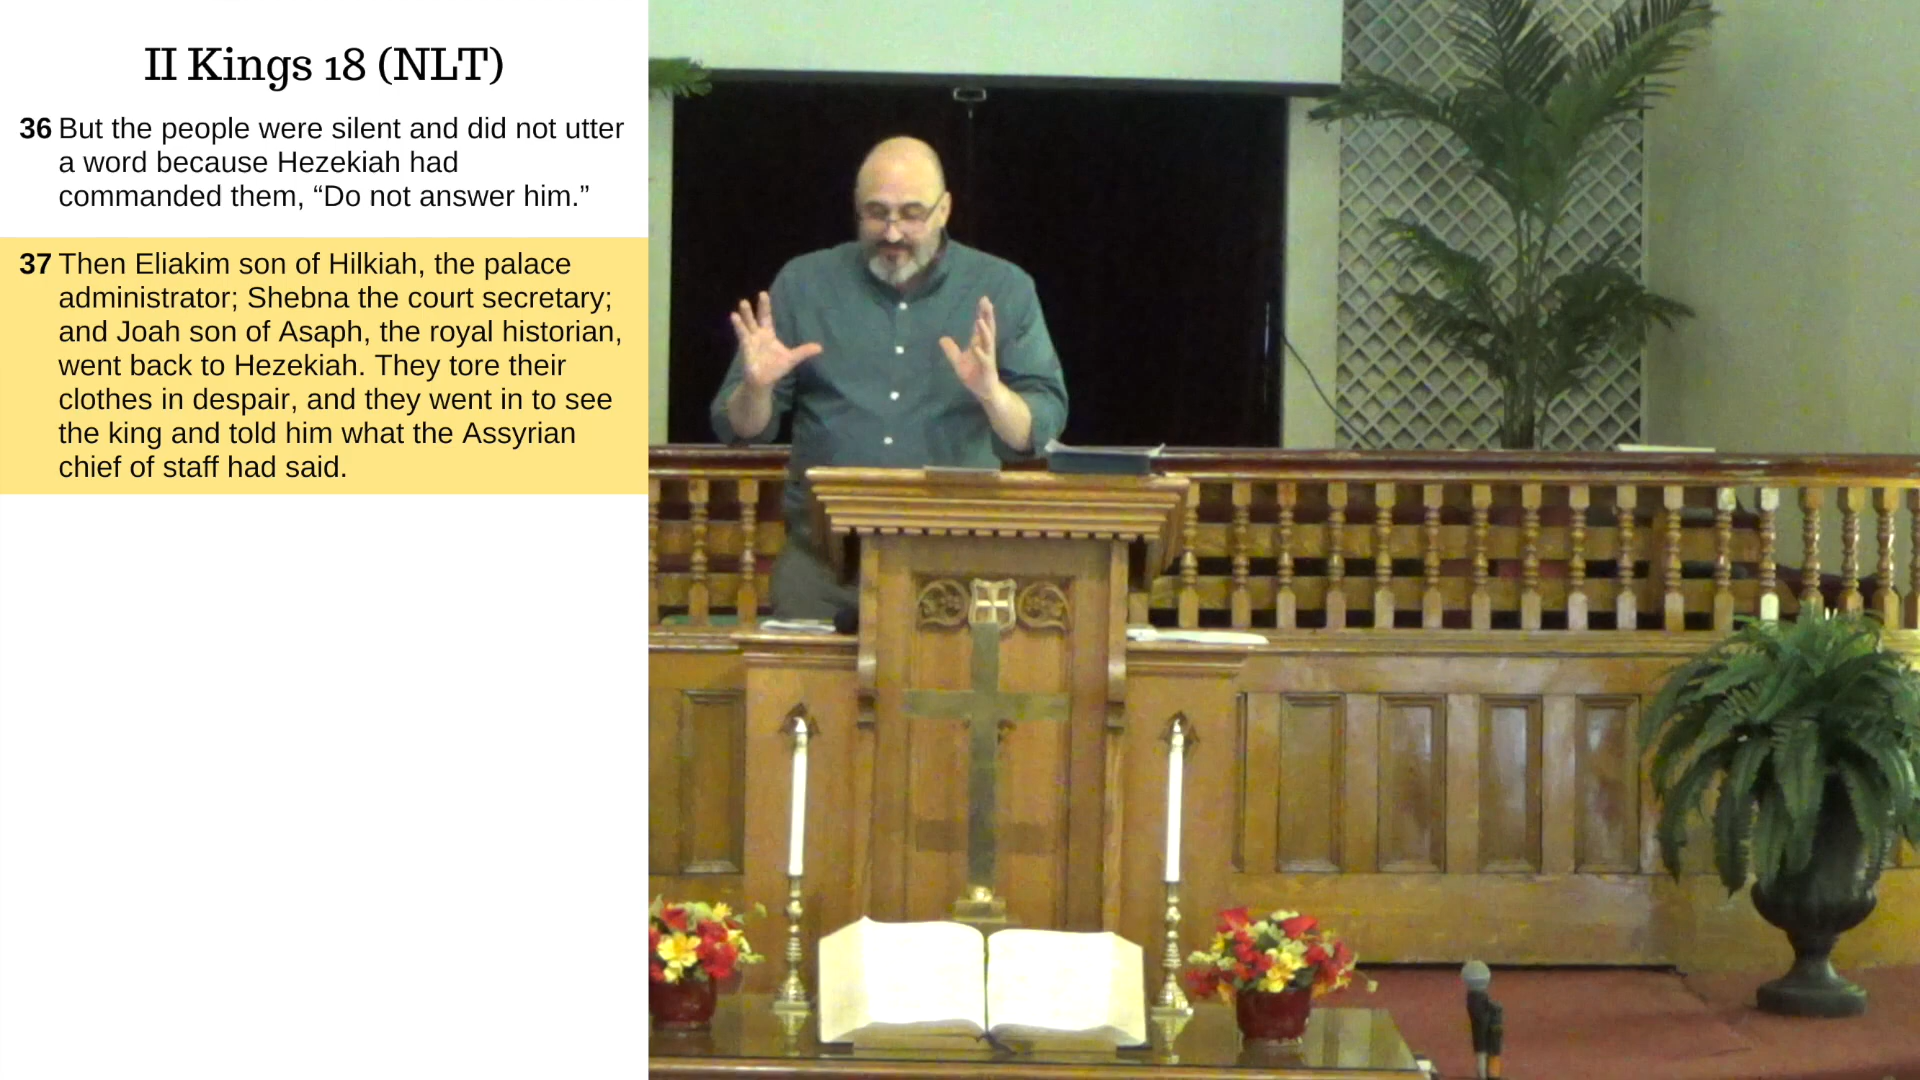 II Kings 18 (NLT)
36 But the people were silent and did not utter
a word because Hezekiah had
commanded them, “Do not answer him.”
37 Then Eliakim son of Hilkiah, the palace
administrator; Shebna the court secretary;
and Joah son of Asaph, the royal historian,
went back to Hezekiah. They tore their
clothes in despair, and they went in to see
the king and told him what the Assyrian
chief of staff had said.